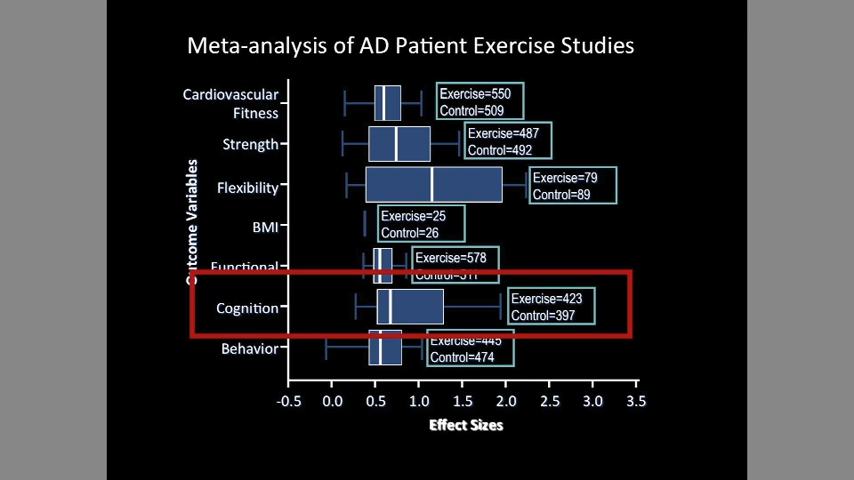 Meta-analysis of AD Patient Exercise Studies
Outcome Variables
Cardiovascular
Fitness
Exercise=550
Control=509
Strength
Exercise=487
Control=492
Flexibility
Exercise=79
Control=89
BMI
Exercise=25
Control=26
Functional
Exercise=578
Cognition
Exercise=423
Control=397
Behavior
Exercise=445
Control=474
-0.5 0.0 0.5 1.0 1.5 2.0 2.5 3.0 3.5
Effect Sizes